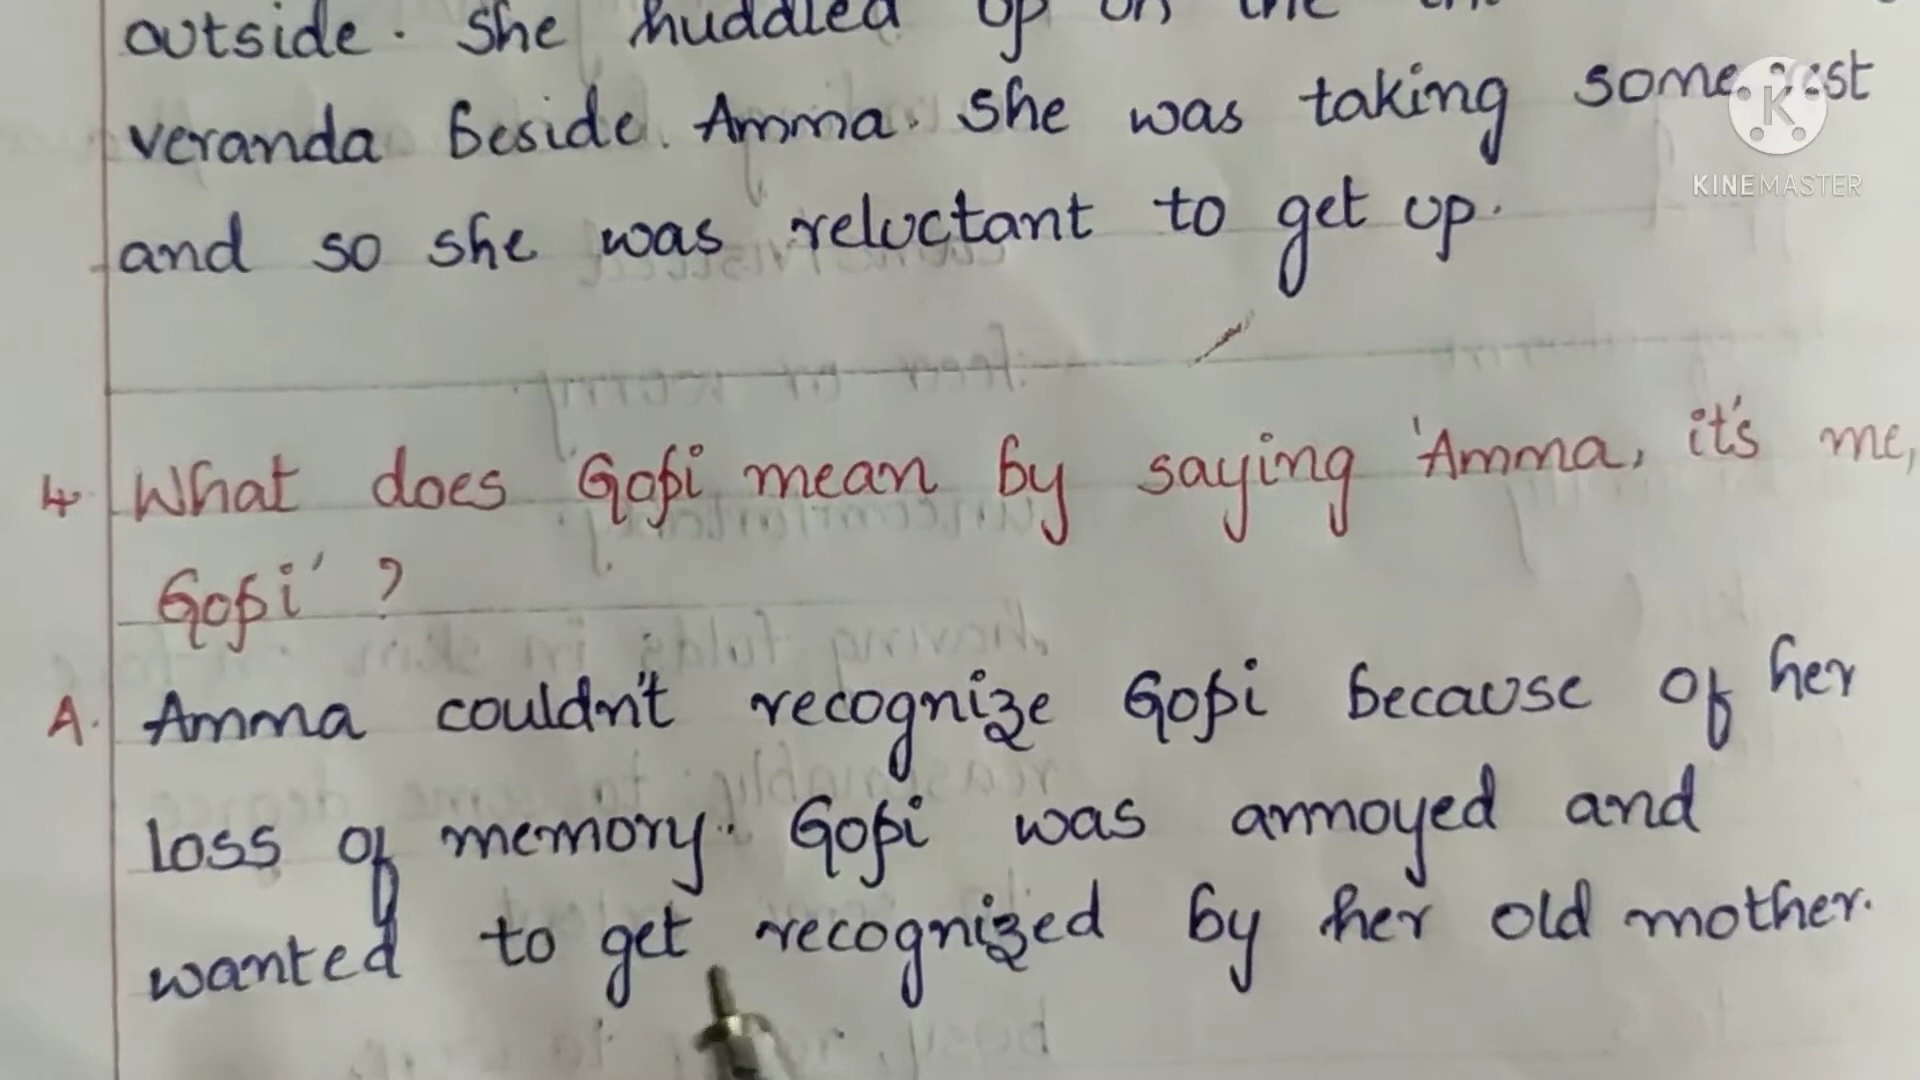 outside. She huddled up on the
veranda beside Amma. She was taking some rest
and so she was reluctant to get up.
KINEMASTER
4. What does Gopi mean by saying 'Amma, it's me,
Gopi' ?
A. Amma couldn't recognize Gopi because of her
loss of memory. Gopi was annoyed and
wanted to get recognized by her old mother.